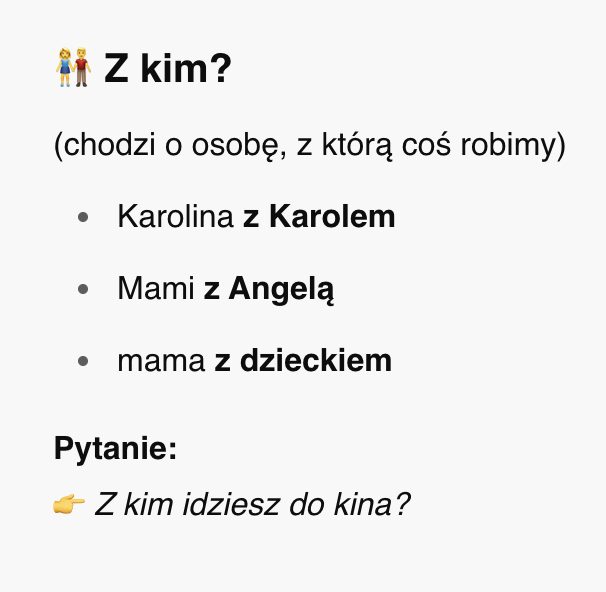 👫 Z kim?
(chodzi o osobę, z którą coś robimy)
• Karolina z Karolem
• Mami z Angelą
• mama z dzieckiem
Pytanie:
👉 Z kim idziesz do kina?